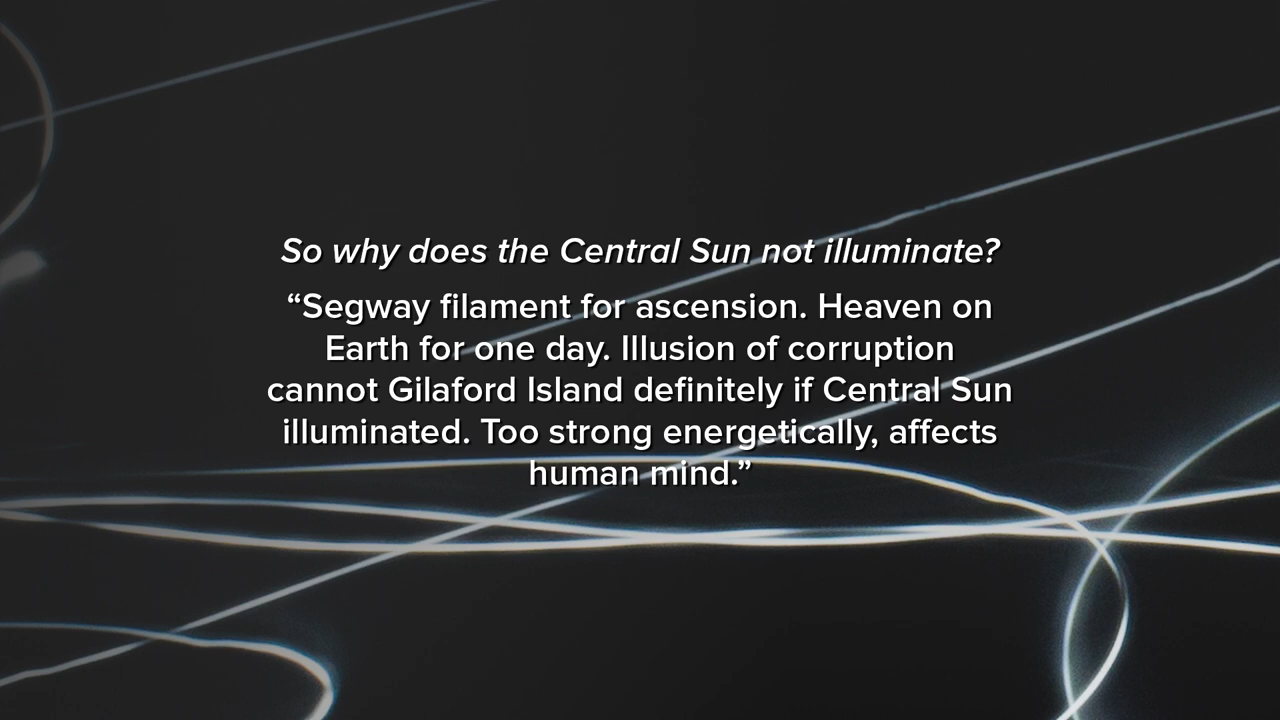 So why does the Central Sun not illuminate?
“Segway filament for ascension. Heaven on
Earth for one day. Illusion of corruption
cannot Gilaford Island definitely if Central Sun
illuminated. Too strong energetically, affects
human mind.”